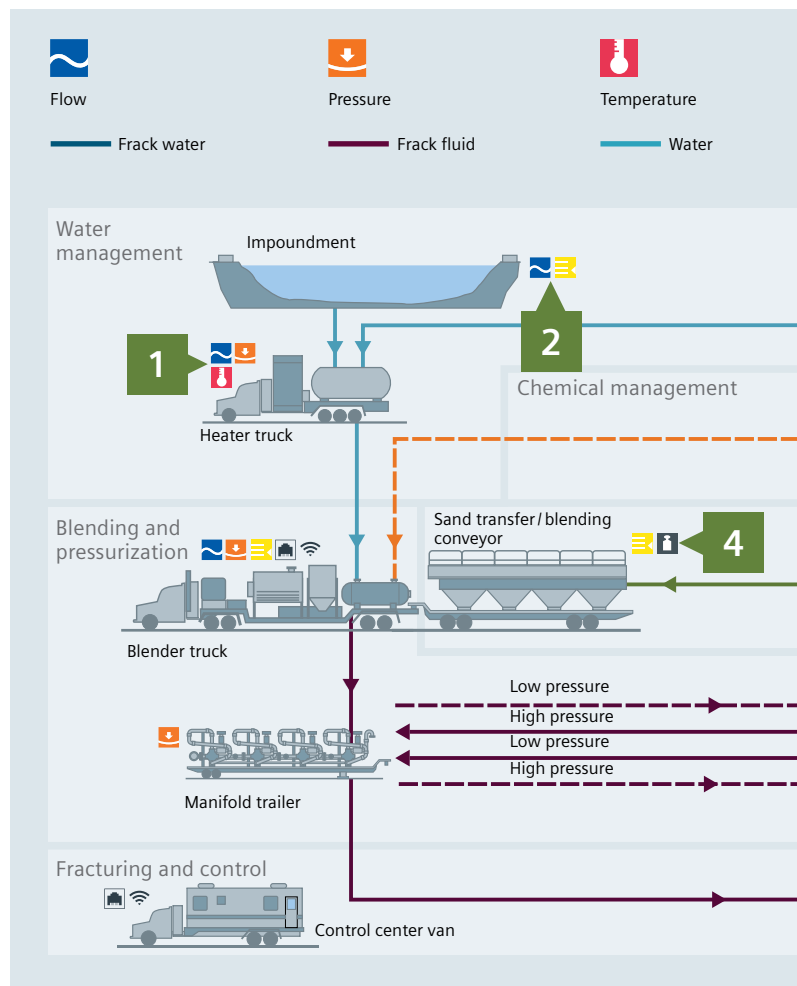 Flow
Pressure
Temperature
Frack water
Frack fluid
Water
Water
management
Impoundment
2
1
Chemical management
Heater truck
Blending and
pressurization
Sand transfer/blending
conveyor
4
Blender truck
Low pressure
High pressure
Low pressure
High pressure
Manifold trailer
Fracturing and control
Control center van